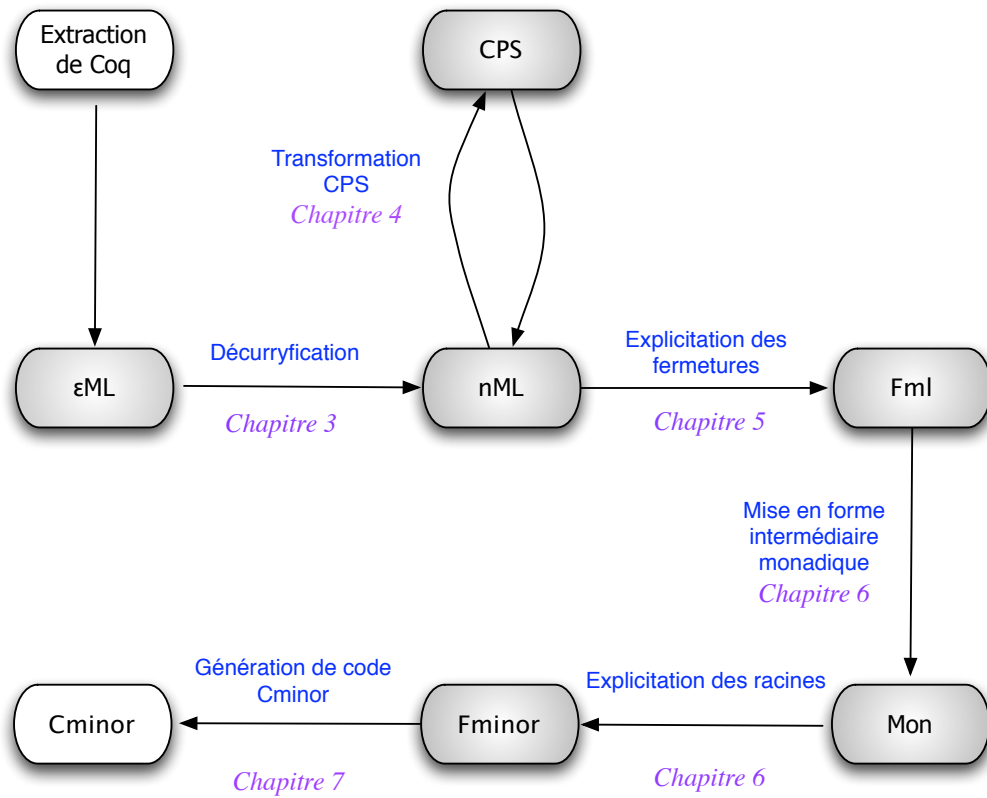 Extraction
de Coq
CPS
Transformation
CPS
Chapitre 4
εML
Décurryfication
Chapitre 3
nML
Explicitation des
fermetures
Chapitre 5
Fml
Mise en forme
intermédiaire
monadique
Chapitre 6
Mon
Explicitation des racines
Chapitre 6
Fminor
Génération de code
Cminor
Chapitre 7
Cminor